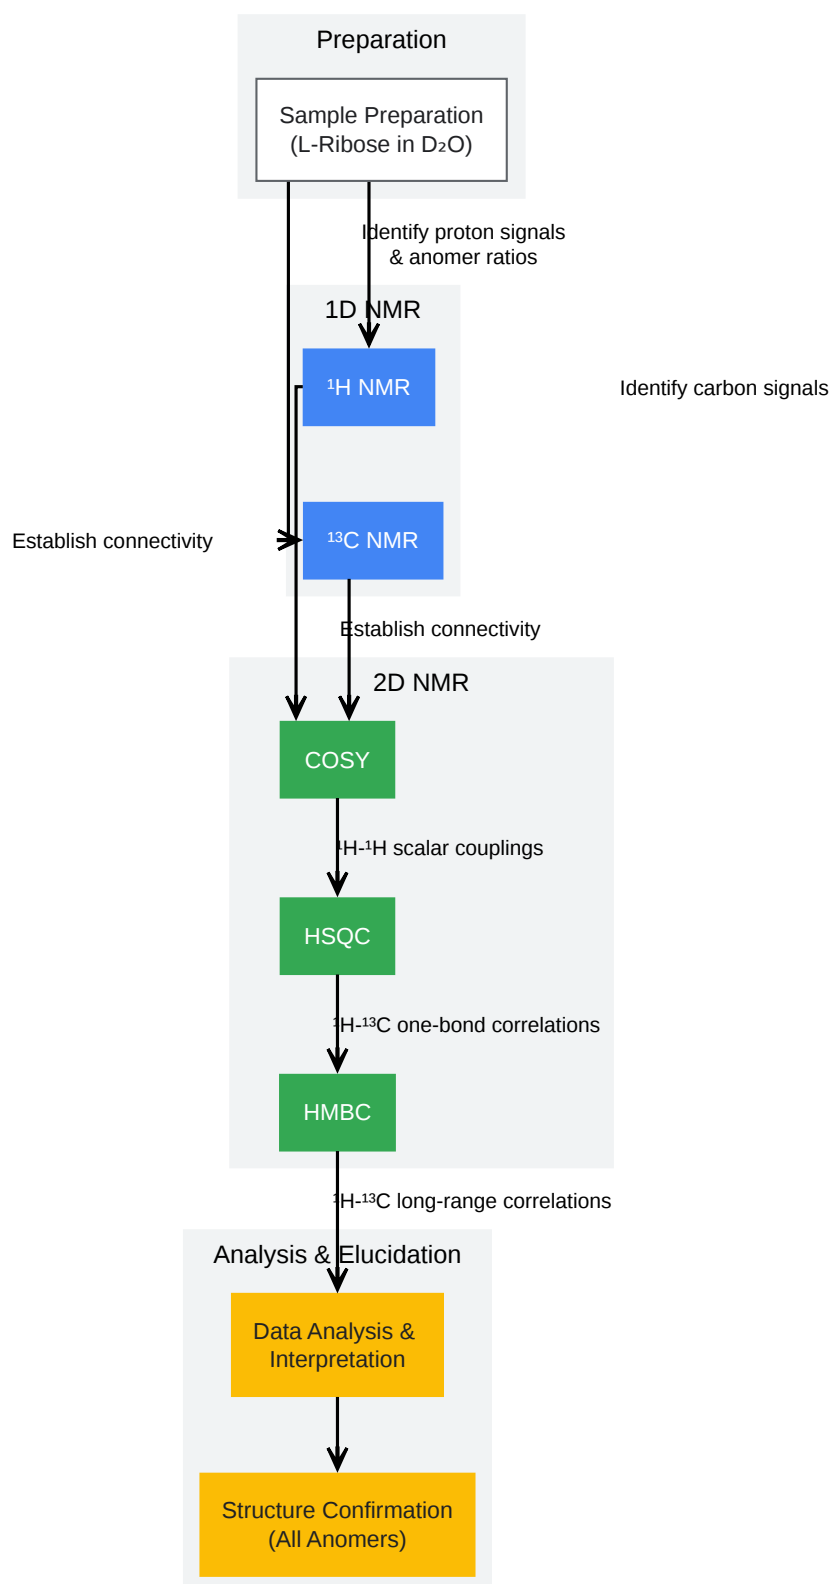 Preparation
Sample Preparation
(L-Ribose in D₂O)
Identify proton signals
& anomer ratios
1D NMR
¹H NMR
Identify carbon signals
¹³C NMR
Establish connectivity
Establish connectivity
2D NMR
COSY
¹H-¹H scalar couplings
HSQC
¹H-¹³C one-bond correlations
HMBC
¹H-¹³C long-range correlations
Analysis & Elucidation
Data Analysis &
Interpretation
Structure Confirmation
(All Anomers)